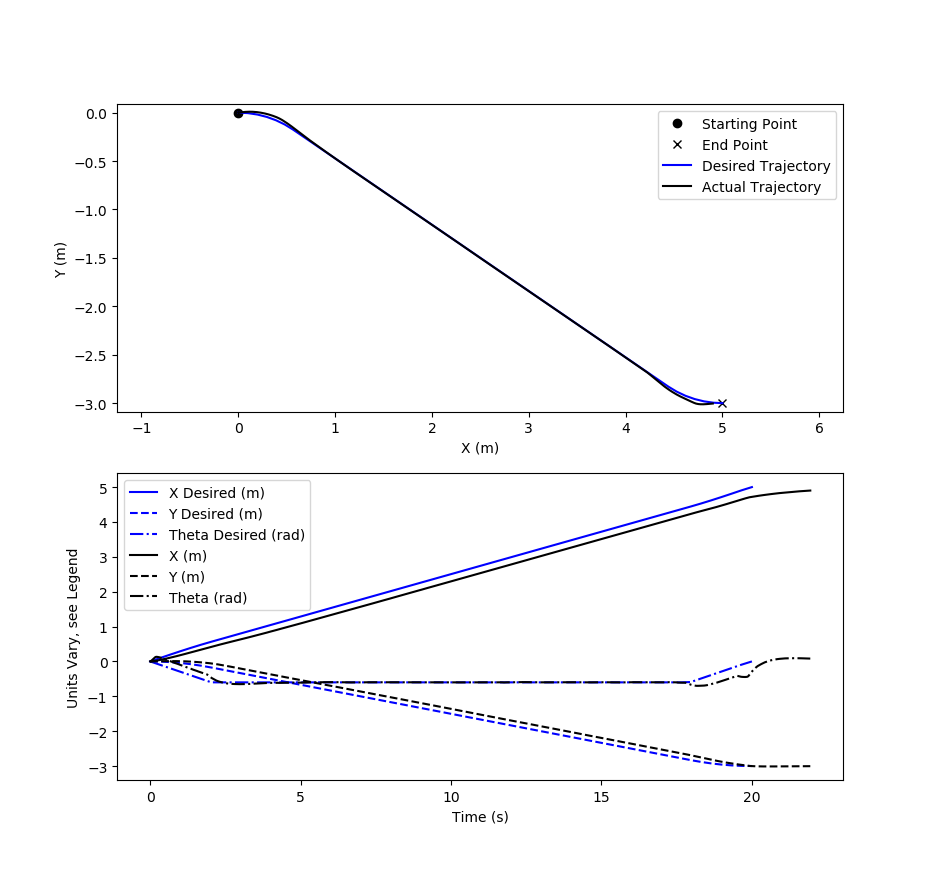 0.0
−0.5
−1.0
−1.5
−2.0
−2.5
−3.0
Y (m)
Starting Point
End Point
Desired Trajectory
Actual Trajectory
−1 0 1 2 3 4 5 6
X (m)
5
4
3
2
1
0
−1
−2
−3
Units Vary, see Legend
X Desired (m)
Y Desired (m)
Theta Desired (rad)
X (m)
Y (m)
Theta (rad)
0 5 10 15 20
Time (s)